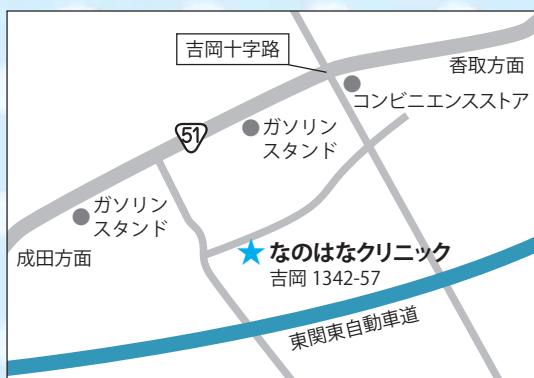 吉岡十字路
香取方面
コンビニエンスストア
51
ガソリン
スタンド
ガソリン
スタンド
成田方面
なのはなクリニック
吉岡 1342-57
東関東自動車道